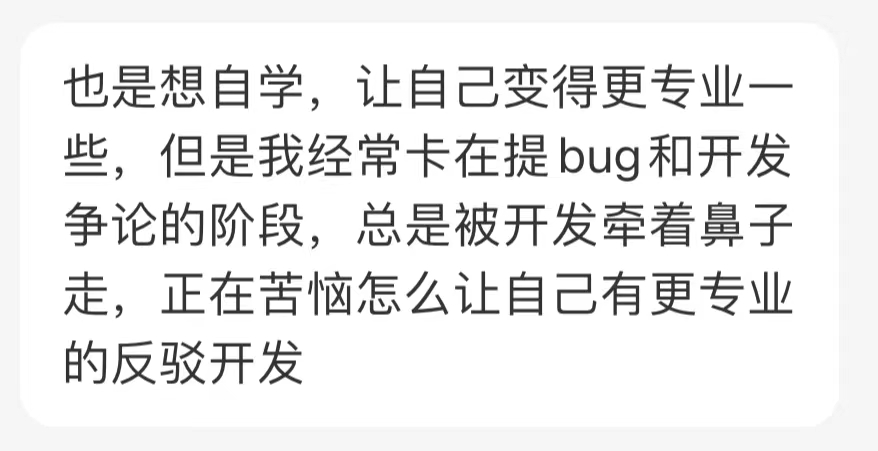 也是想自学，让自己变得更专业一
些，但是我经常卡在提bug和开发
争论的阶段，总是被开发牵着鼻子
走，正在苦恼怎么让自己有更专业
的反驳开发